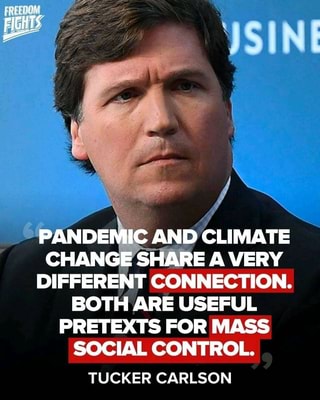 FREEDOM
FIGHTS
USINE
“PANDEMIC AND CLIMATE
CHANGE SHARE A VERY
DIFFERENT CONNECTION.
BOTH ARE USEFUL
PRETEXTS FOR MASS
SOCIAL CONTROL.”
TUCKER CARLSON